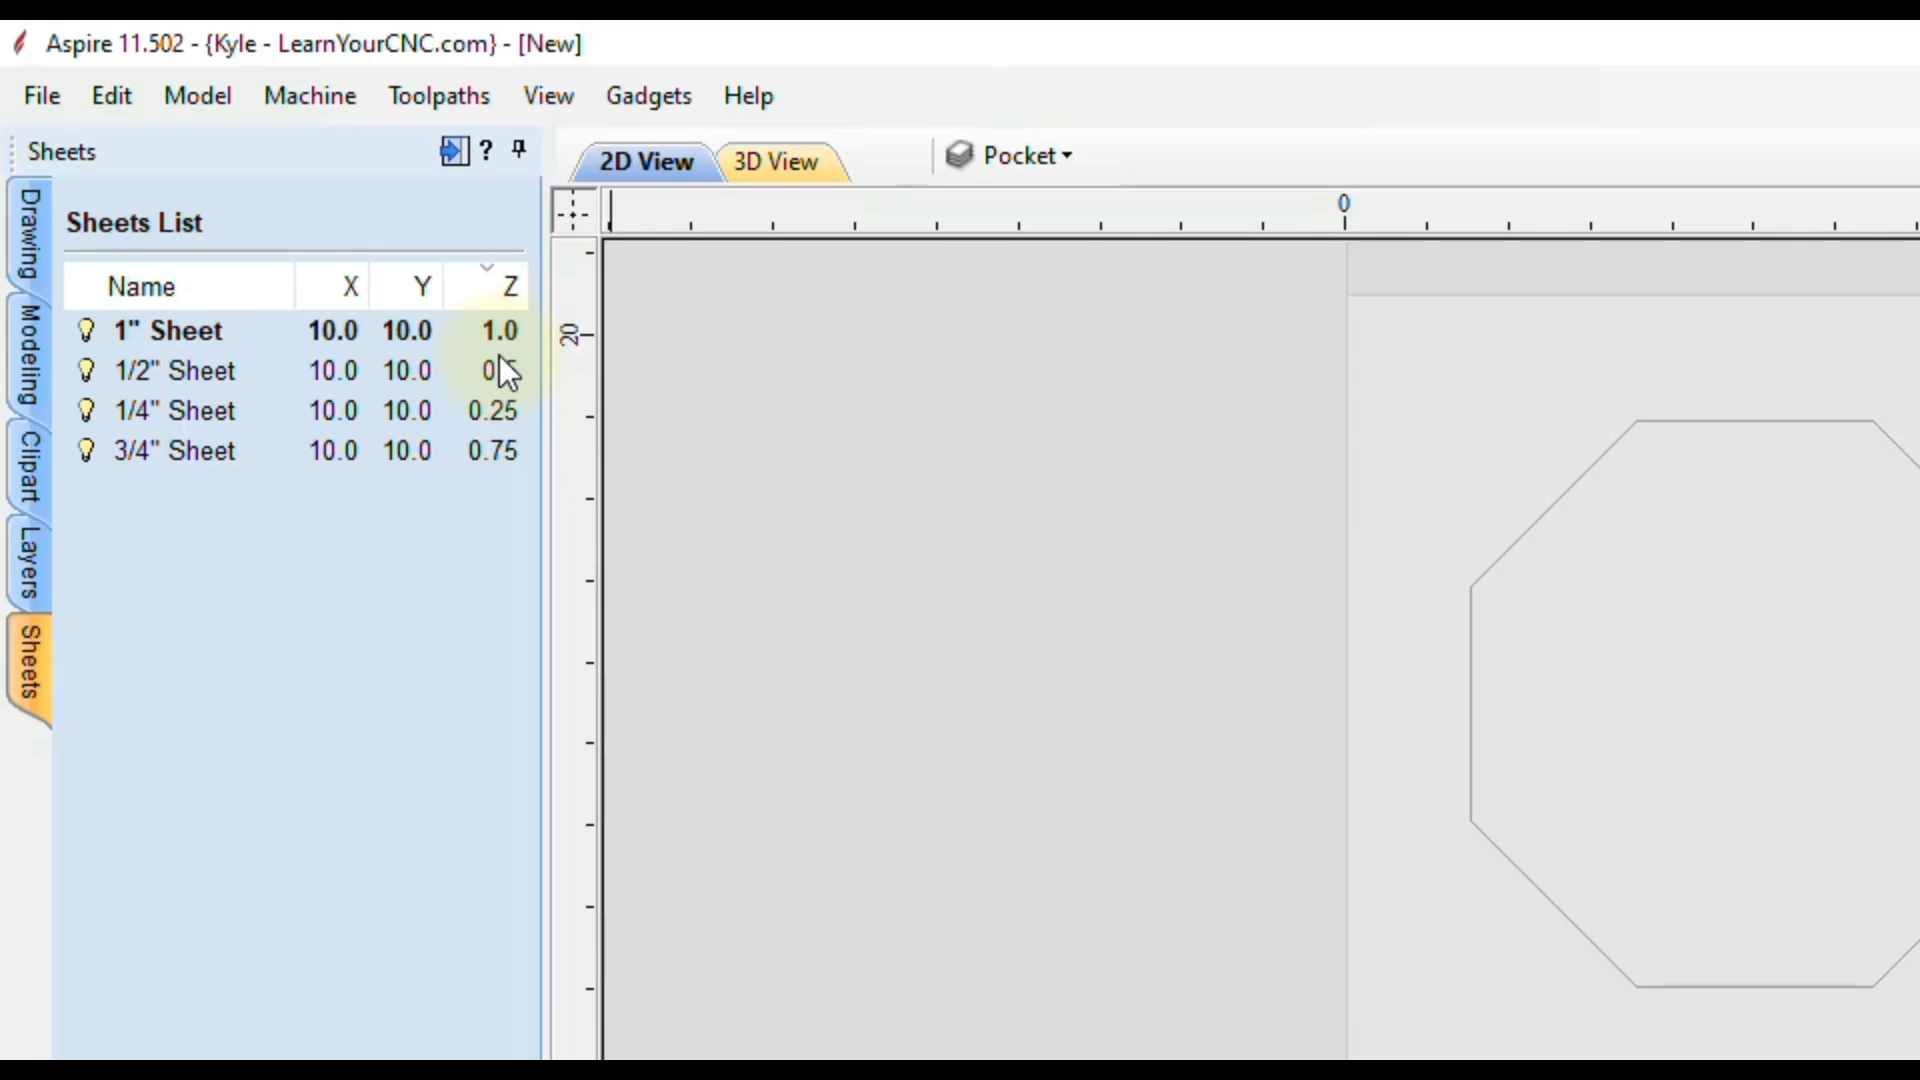 Aspire 11.502 - {Kyle - LearnYourCNC.com} - [New]
File Edit Model Machine Toolpaths View Gadgets Help
Sheets ?
2D View 3D View Pocket
Sheets List
0
Name X Y Z
1" Sheet 10.0 10.0 1.0
1/2" Sheet 10.0 10.0
1/4" Sheet 10.0 10.0 0.25
3/4" Sheet 10.0 10.0 0.75
20
Drawing
Modeling
Clipart
Layers
Sheets